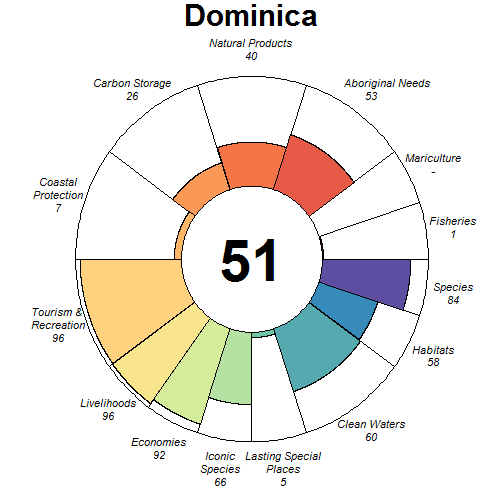 Dominica
Natural Products
40
Carbon Storage
26
Aboriginal Needs
53
Mariculture
-
Coastal
Protection
7
Fisheries
1
51
Species
84
Tourism &
Recreation
96
Habitats
58
Livelihoods
96
Clean Waters
60
Economies
92
Iconic
Species
66
Lasting Special
Places
5